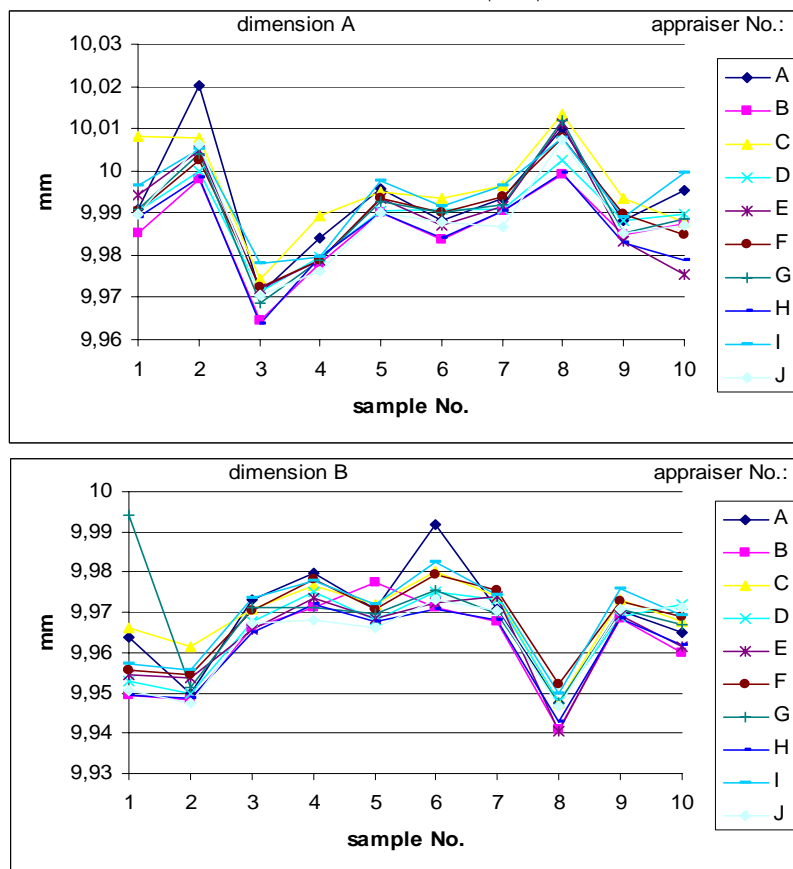 dimension A appraiser No.:
10,03
10,02
10,01
10
9,99
9,98
9,97
9,96
mm
1 2 3 4 5 6 7 8 9 10
sample No.
A
B
C
D
E
F
G
H
I
J
dimension B appraiser No.:
10
9,99
9,98
9,97
9,96
9,95
9,94
9,93
mm
1 2 3 4 5 6 7 8 9 10
sample No.
A
B
C
D
E
F
G
H
I
J